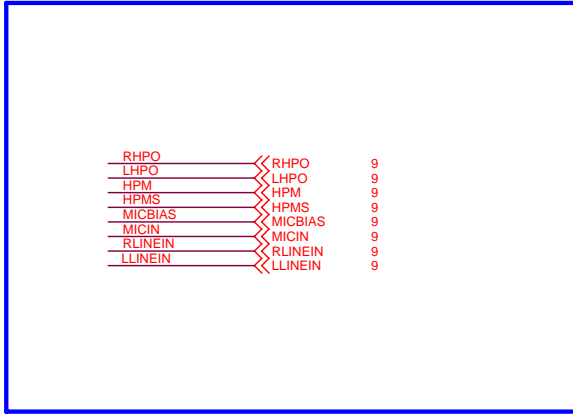 RHPO RHPO 9
LHPO LHPO 9
HPM HPM 9
HPMS HPMS 9
MICBIAS MICBIAS 9
MICIN MICIN 9
RLINEIN RLINEIN 9
LLINEIN LLINEIN 9